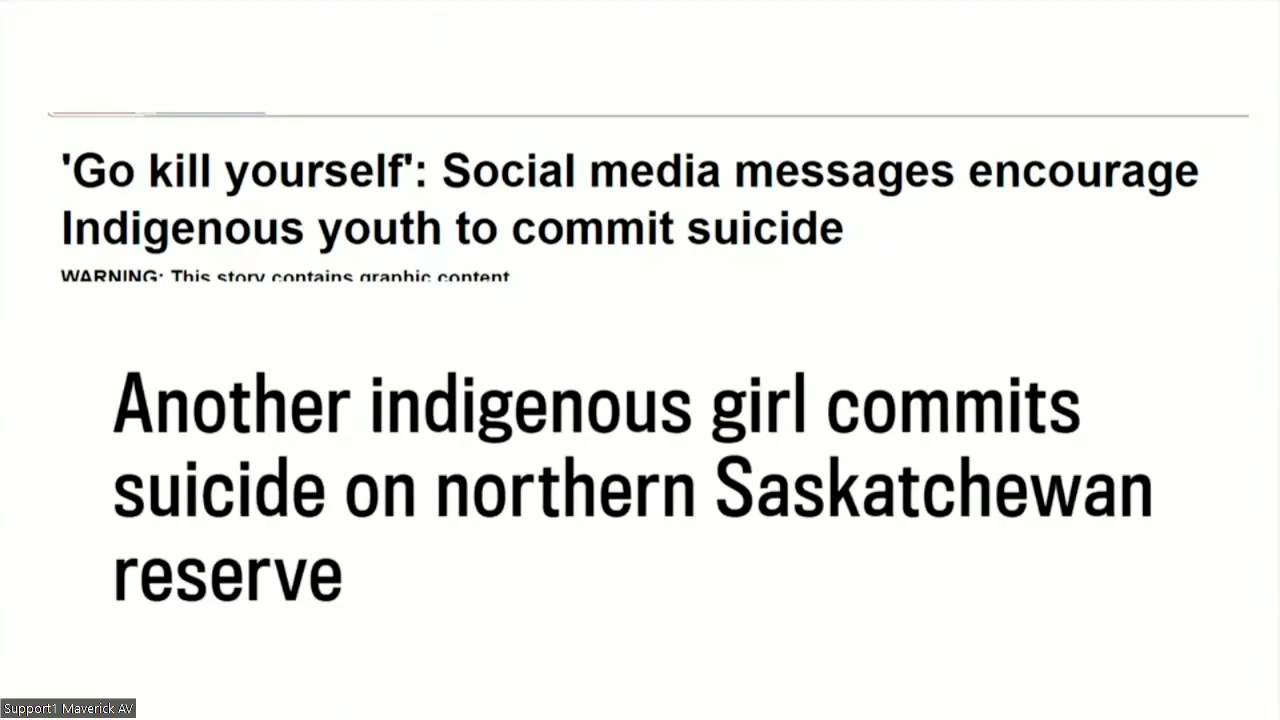 'Go kill yourself': Social media messages encourage
Indigenous youth to commit suicide
WARNING: This story contains graphic content
Another indigenous girl commits
suicide on northern Saskatchewan
reserve
Support1 Maverick AV